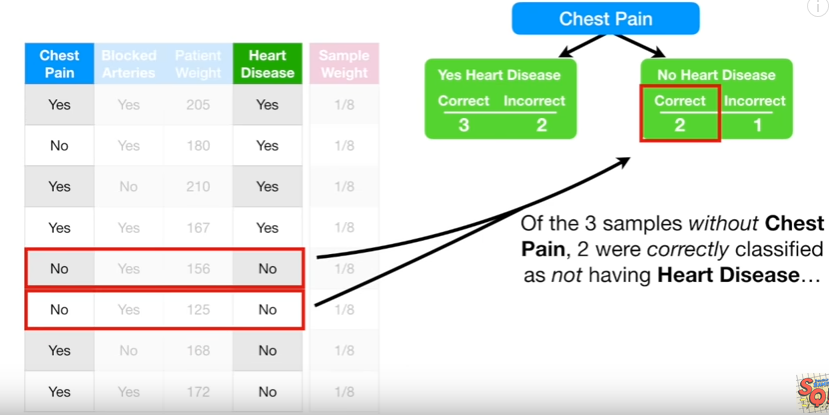 Chest Pain
Chest Pain Blocked Arteries Patient Weight Heart Disease Sample Weight
Yes Yes 205 Yes 1/8
No Yes 180 Yes 1/8
Yes No 210 Yes 1/8
Yes Yes 167 Yes 1/8
No Yes 156 No 1/8
No Yes 125 No 1/8
Yes No 168 No 1/8
Yes Yes 172 No 1/8
Yes Heart Disease
Correct Incorrect
3 2
No Heart Disease
Correct Incorrect
2 1
Of the 3 samples without Chest
Pain, 2 were correctly classified
as not having Heart Disease…